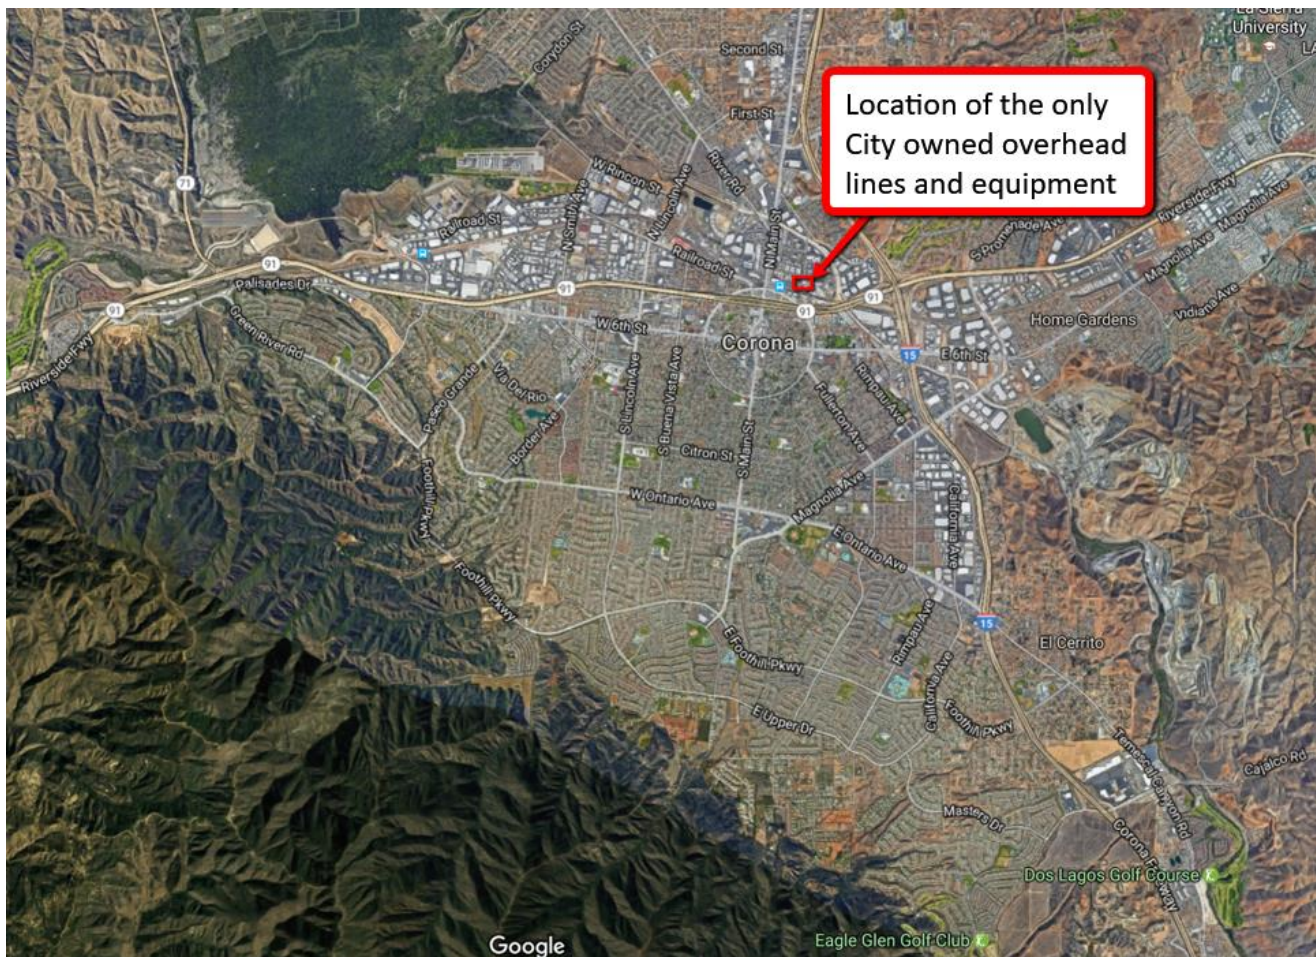 La Sierra
University
LA
Second St
Corydon St
First St
Location of the only
City owned overhead
lines and equipment
71
W Rincon St
River Rd
N Lincoln Ave
N Smith Ave
Railroad St
N Main St
Railroad St
S Promenade Ave
Riverside Fwy
Magnolia Ave
Magnolia Ave
Indiana Ave
91
91
91
91
91
Palisades Dr
Green River Rd
Riverside Fwy
W 6th St
Corona
Home Gardens
15
E 6th St
Paseo Grande
Via Del Rio
Border Ave
S Lincoln Ave
S Buena Vista Ave
Citron St
S Main St
Fullerton Ave
Rimpau Ave
Magnolia Ave
Foothill Pkwy
W Ontario Ave
E Ontario Ave
California Ave
Foothill Pkwy
15
El Cerrito
E Foothill Pkwy
Rimpau Ave
California Ave
Foothill Pkwy
E Upper Dr
Temescal Canyon Rd
Cajalco Rd
Masters Dr
Corona Freeway
Dos Lagos Golf Course
Eagle Glen Golf Club
Google